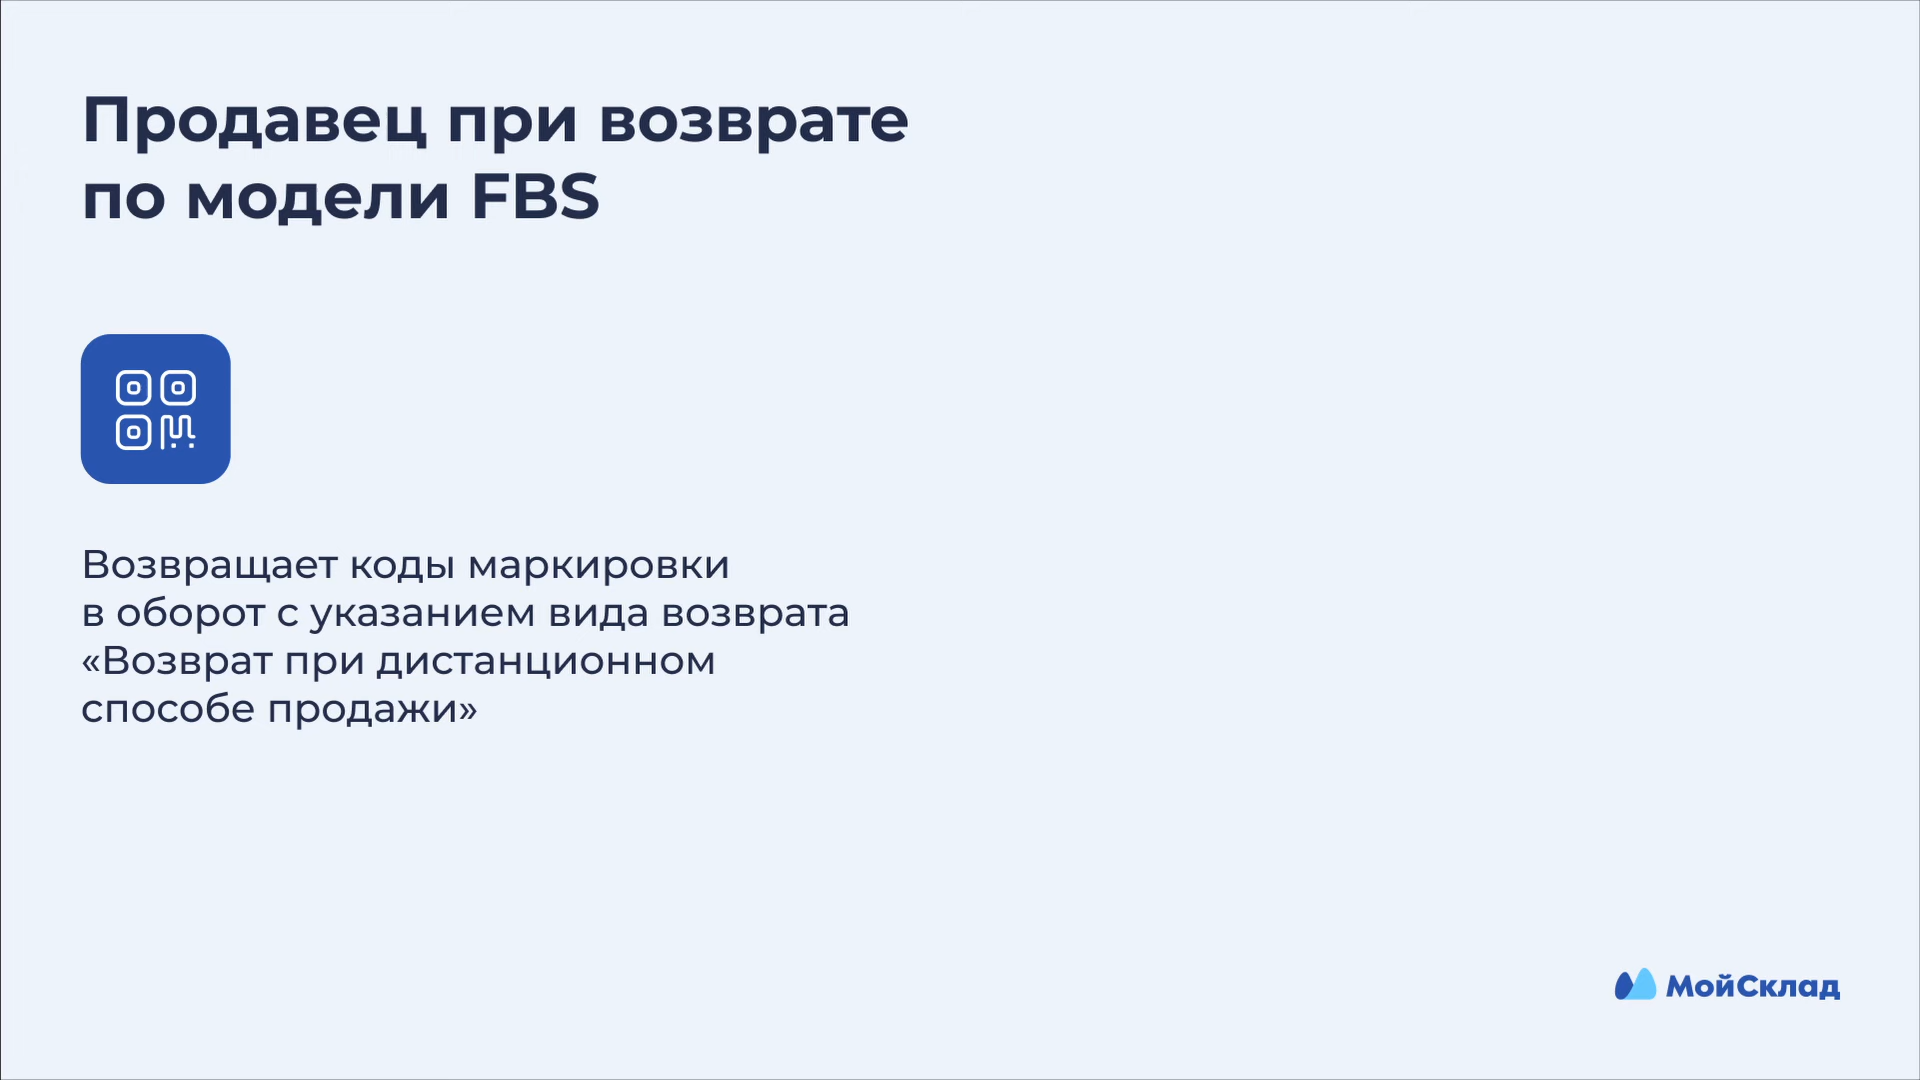 Продавец при возврате
по модели FBS
Возвращает коды маркировки
в оборот с указанием вида возврата
«Возврат при дистанционном
способе продажи»
МойСклад